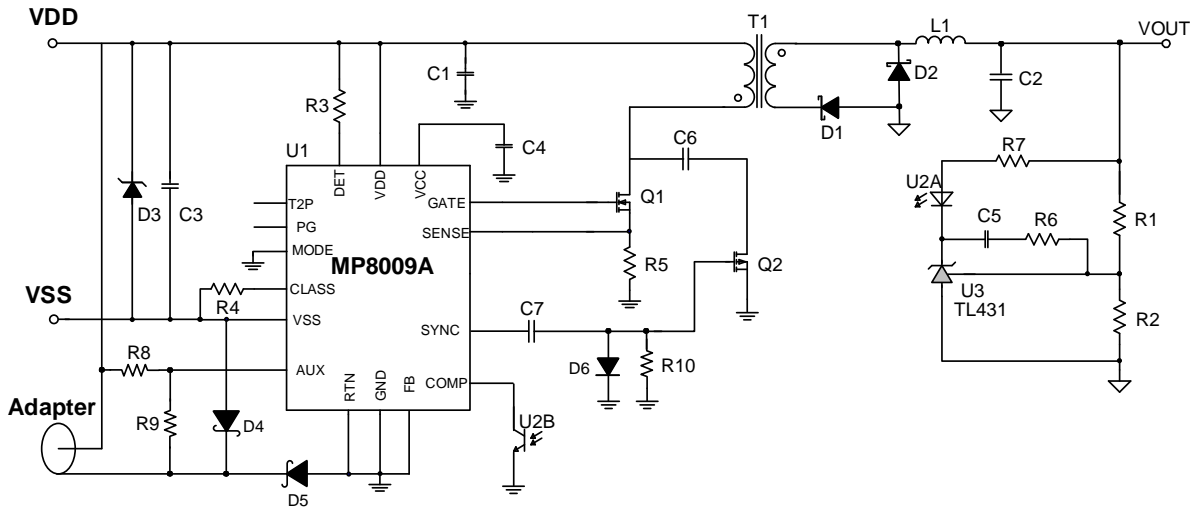 VDD
T1
L1
VOUT
C1
D2
C2
R3
D1
U1
C4
C6
R7
DET
VDD
VCC
U2A
D3
C3
T2P
GATE
Q1
PG
SENSE
C5
R6
R1
MODE
MP8009A
R5
Q2
VSS
CLASS
U3
R4
TL431
VSS
C7
R2
SYNC
R8
D6
R10
AUX
RTN
GND
FB
COMP
Adapter
R9
D4
U2B
D5